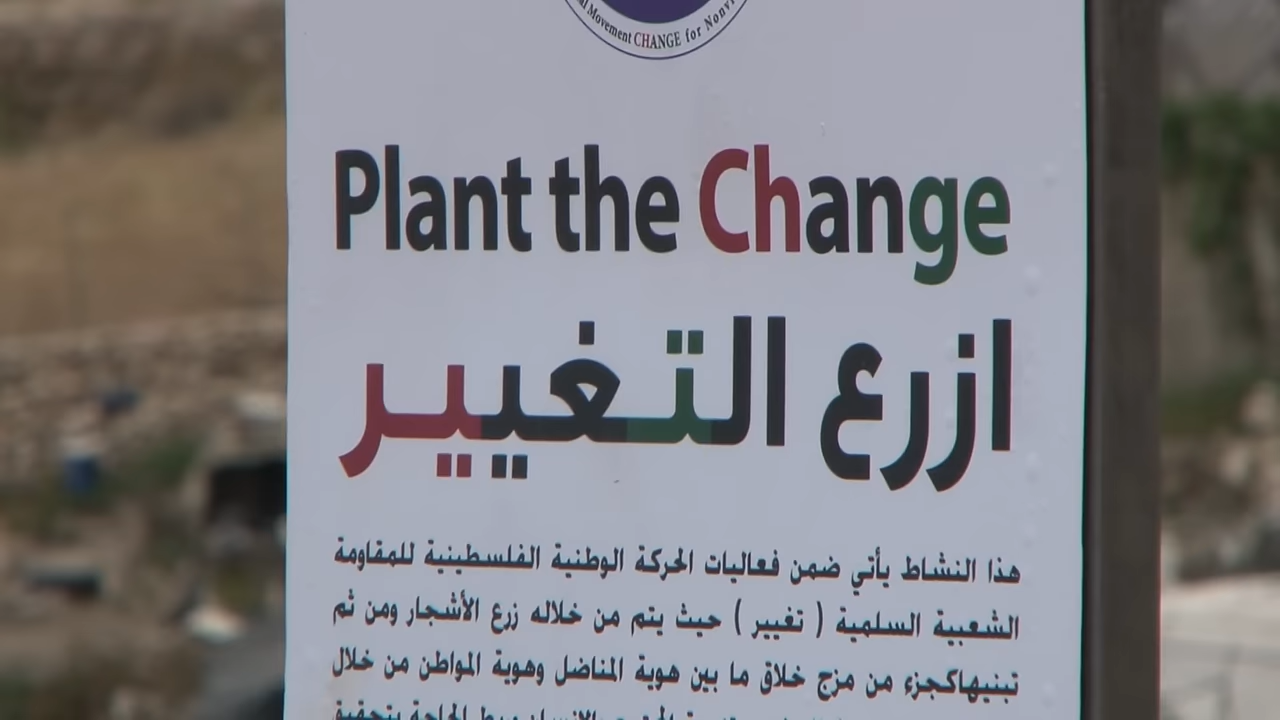 Movement CHANGE for
Plant the Change
ازرع التغيير
هذا النشاط يأتي ضمن فعاليات الحركة الوطنية الفلسطينية للمقاومة
الشعبية السلمية ( تغيير ) حيث يتم من خلاله زرع الأشجار ومن ثم
تبنيهاكجزء من مزج خلاق ما بين هوية المناضل وهوية المواطن من خلال